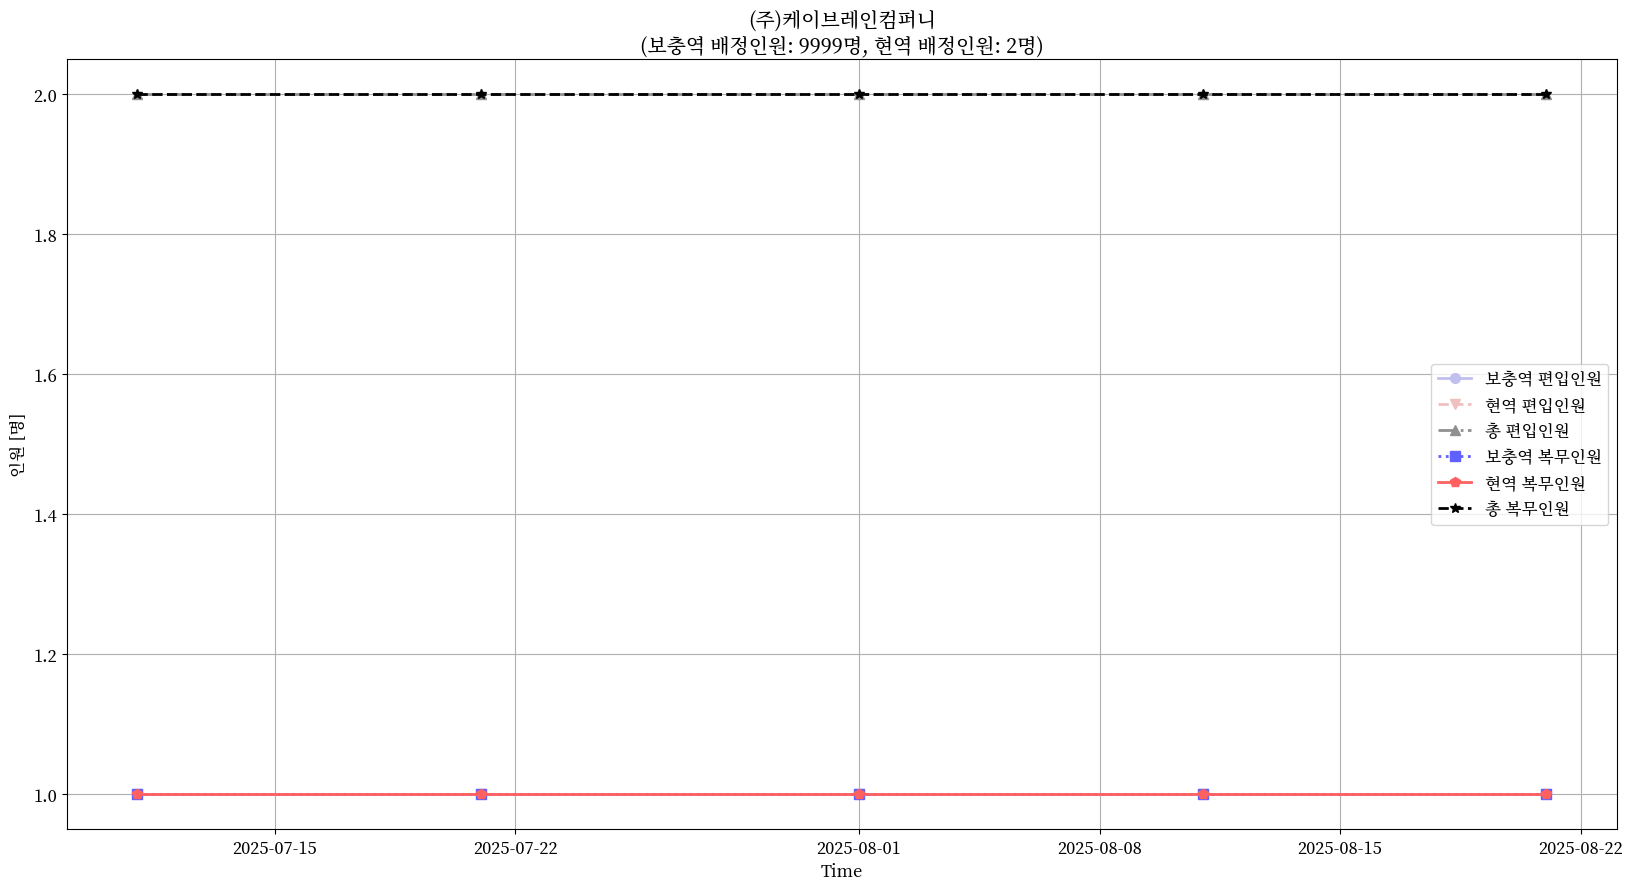 (주)케이브레인컴퍼니
(보충역 배정인원: 9999명, 현역 배정인원: 2명)
인원 [명]
2.0
1.8
1.6
1.4
1.2
1.0
보충역 편입인원
현역 편입인원
총 편입인원
보충역 복무인원
현역 복무인원
총 복무인원
2025-07-15
2025-07-22
2025-08-01
2025-08-08
2025-08-15
2025-08-22
Time